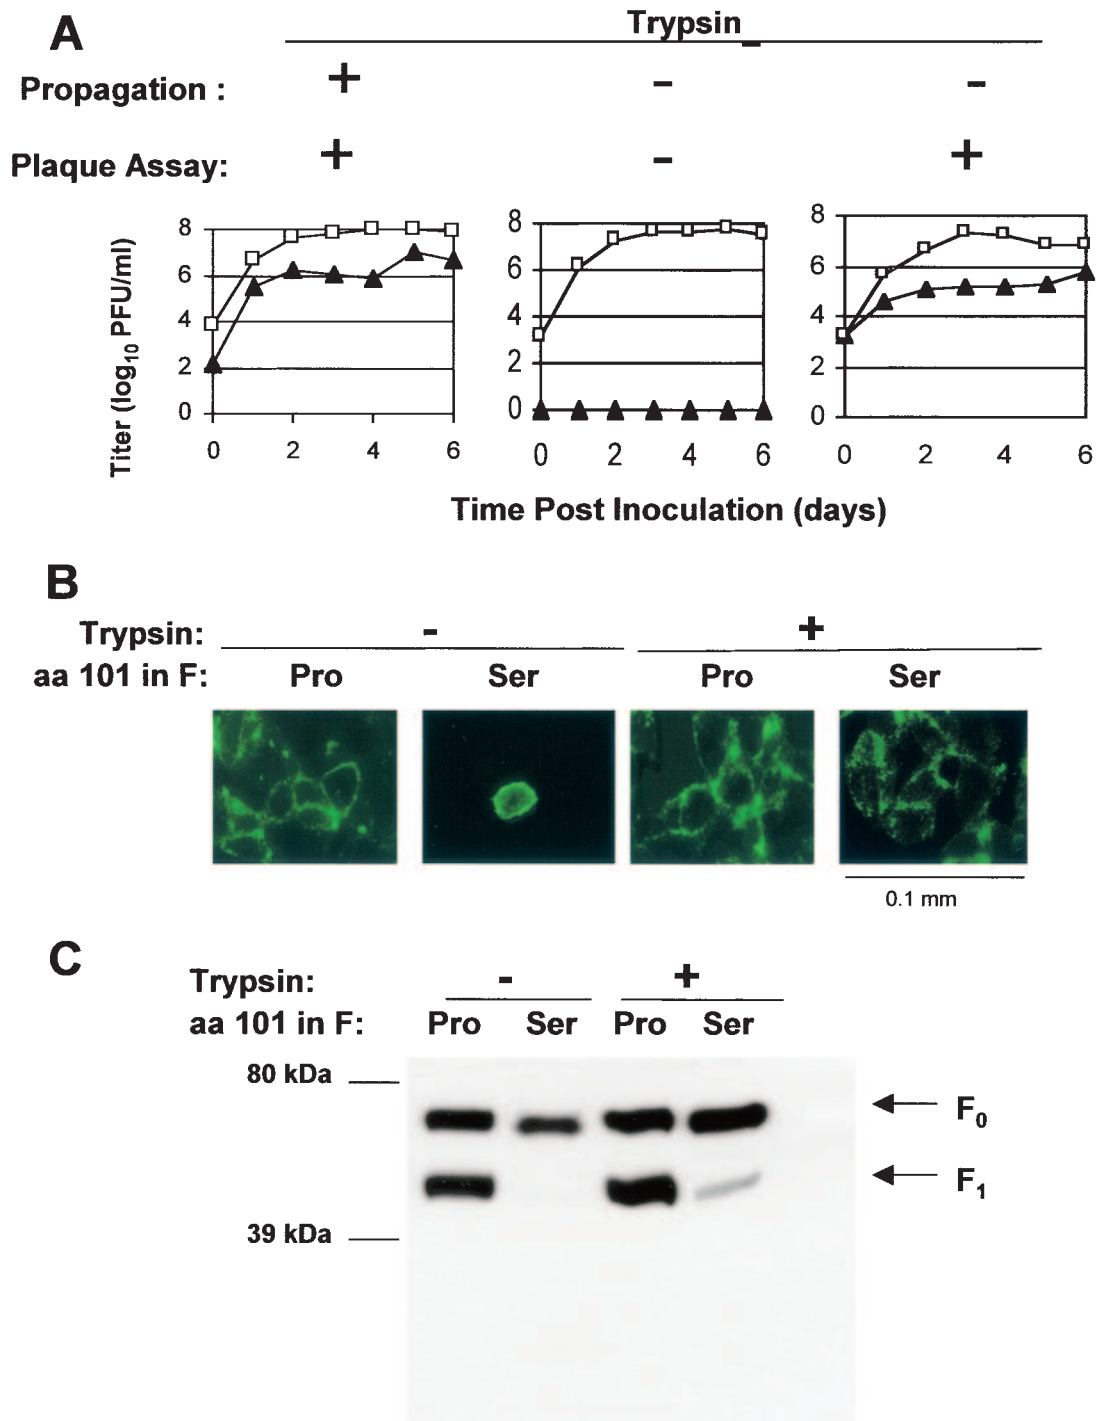 A
Trypsin
Propagation : + - -
Plaque Assay: + - +
Titer (log10 PFU/ml)
8 8 8
6 6 6
4 4 4
2 2 2
0 0 0
0 2 4 6 0 2 4 6 0 2 4 6
Time Post Inoculation (days)
B
Trypsin: - +
aa 101 in F: Pro Ser Pro Ser
0.1 mm
C
Trypsin: - +
aa 101 in F: Pro Ser Pro Ser
80 kDa
F0
F1
39 kDa